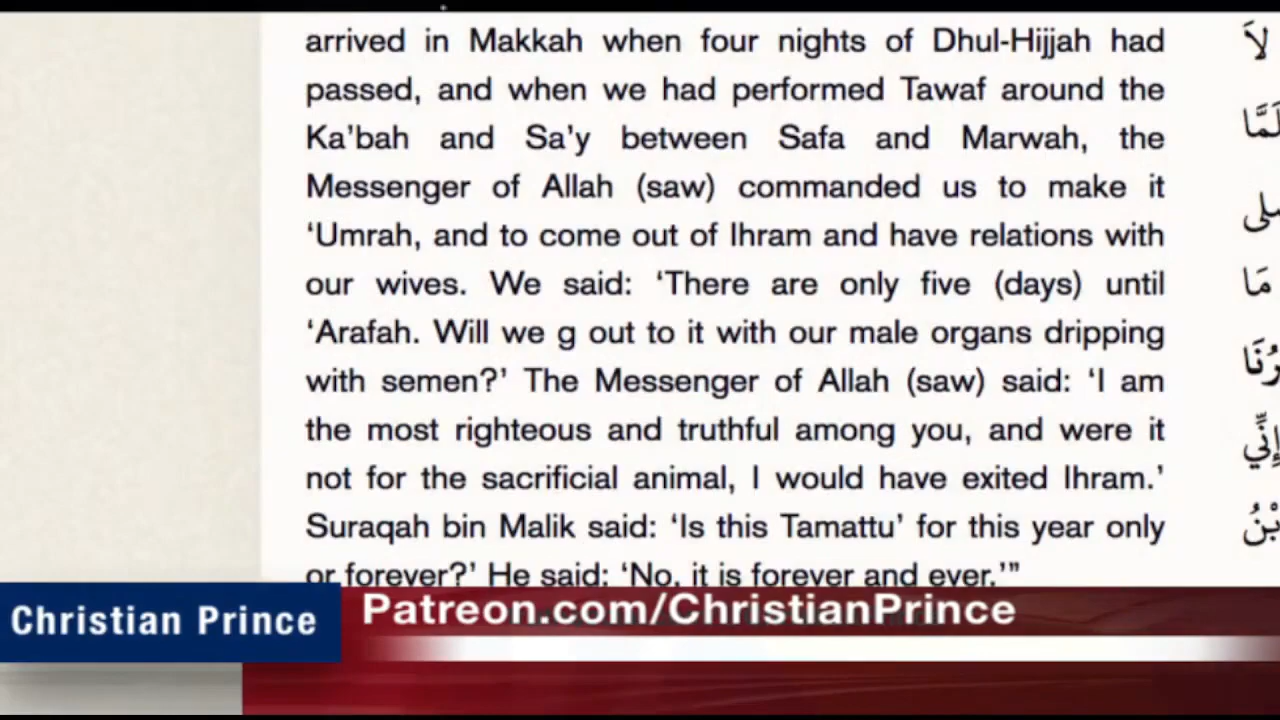 arrived in Makkah when four nights of Dhul-Hijjah had
passed, and when we had performed Tawaf around the
Ka’bah and Sa’y between Safa and Marwah, the
Messenger of Allah (saw) commanded us to make it
‘Umrah, and to come out of Ihram and have relations with
our wives. We said: ‘There are only five (days) until
‘Arafah. Will we g out to it with our male organs dripping
with semen?’ The Messenger of Allah (saw) said: ‘I am
the most righteous and truthful among you, and were it
not for the sacrificial animal, I would have exited Ihram.’
Suraqah bin Malik said: ‘Is this Tamattu’ for this year only
or forever?’ He said: ‘No, it is forever and ever.’”
لاَ
مَا
إِنِّي
Christian Prince
Patreon.com/ChristianPrince